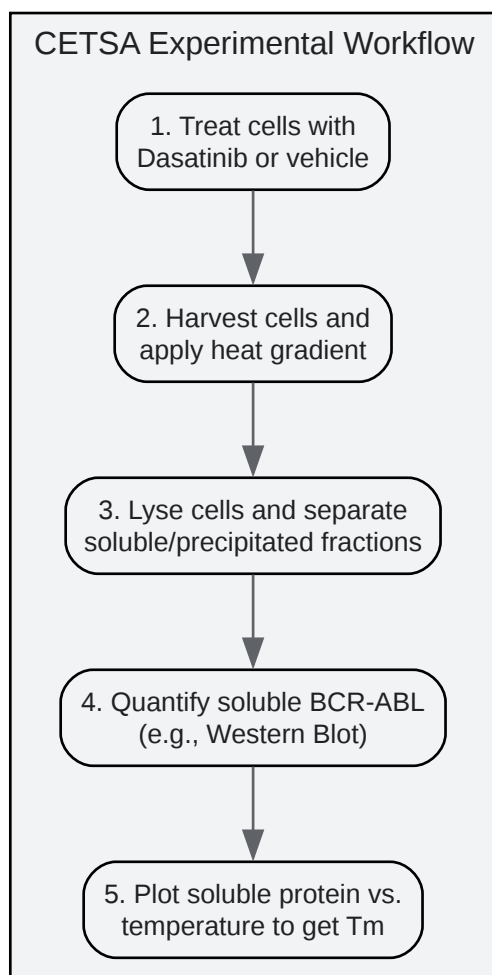 CETSA Experimental Workflow
1. Treat cells with
Dasatinib or vehicle
2. Harvest cells and
apply heat gradient
3. Lyse cells and separate
soluble/precipitated fractions
4. Quantify soluble BCR-ABL
(e.g., Western Blot)
5. Plot soluble protein vs.
temperature to get Tm